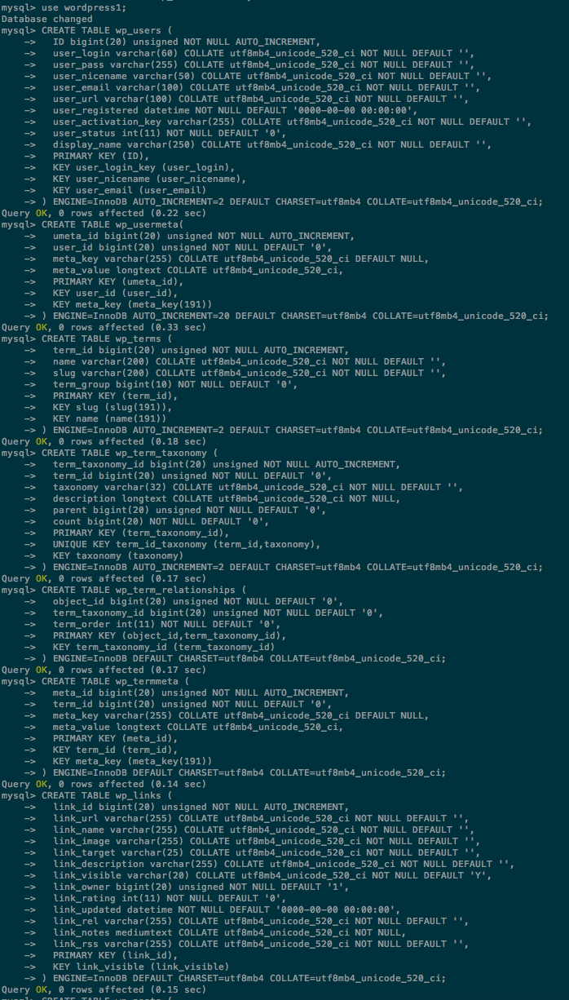 mysql> use wordpress1;
Database changed
mysql> CREATE TABLE wp_users (
    ->   ID bigint(20) unsigned NOT NULL AUTO_INCREMENT,
    ->   user_login varchar(60) COLLATE utf8mb4_unicode_520_ci NOT NULL DEFAULT '',
    ->   user_pass varchar(255) COLLATE utf8mb4_unicode_520_ci NOT NULL DEFAULT '',
    ->   user_nicename varchar(50) COLLATE utf8mb4_unicode_520_ci NOT NULL DEFAULT '',
    ->   user_email varchar(100) COLLATE utf8mb4_unicode_520_ci NOT NULL DEFAULT '',
    ->   user_url varchar(100) COLLATE utf8mb4_unicode_520_ci NOT NULL DEFAULT '',
    ->   user_registered datetime NOT NULL DEFAULT '0000-00-00 00:00:00',
    ->   user_activation_key varchar(255) COLLATE utf8mb4_unicode_520_ci NOT NULL DEFAULT '',
    ->   user_status int(11) NOT NULL DEFAULT '0',
    ->   display_name varchar(250) COLLATE utf8mb4_unicode_520_ci NOT NULL DEFAULT '',
    ->   PRIMARY KEY (ID),
    ->   KEY user_login_key (user_login),
    ->   KEY user_nicename (user_nicename),
    ->   KEY user_email (user_email)
    -> ) ENGINE=InnoDB AUTO_INCREMENT=2 DEFAULT CHARSET=utf8mb4 COLLATE=utf8mb4_unicode_520_ci;
Query OK, 0 rows affected (0.22 sec)
mysql> CREATE TABLE wp_usermeta(
    ->   umeta_id bigint(20) unsigned NOT NULL AUTO_INCREMENT,
    ->   user_id bigint(20) unsigned NOT NULL DEFAULT '0',
    ->   meta_key varchar(255) COLLATE utf8mb4_unicode_520_ci DEFAULT NULL,
    ->   meta_value longtext COLLATE utf8mb4_unicode_520_ci,
    ->   PRIMARY KEY (umeta_id),
    ->   KEY user_id (user_id),
    ->   KEY meta_key (meta_key(191))
    -> ) ENGINE=InnoDB AUTO_INCREMENT=20 DEFAULT CHARSET=utf8mb4 COLLATE=utf8mb4_unicode_520_ci;
Query OK, 0 rows affected (0.33 sec)
mysql> CREATE TABLE wp_terms (
    ->   term_id bigint(20) unsigned NOT NULL AUTO_INCREMENT,
    ->   name varchar(200) COLLATE utf8mb4_unicode_520_ci NOT NULL DEFAULT '',
    ->   slug varchar(200) COLLATE utf8mb4_unicode_520_ci NOT NULL DEFAULT '',
    ->   term_group bigint(10) NOT NULL DEFAULT '0',
    ->   PRIMARY KEY (term_id),
    ->   KEY slug (slug(191)),
    ->   KEY name (name(191))
    -> ) ENGINE=InnoDB AUTO_INCREMENT=2 DEFAULT CHARSET=utf8mb4 COLLATE=utf8mb4_unicode_520_ci;
Query OK, 0 rows affected (0.18 sec)
mysql> CREATE TABLE wp_term_taxonomy (
    ->   term_taxonomy_id bigint(20) unsigned NOT NULL AUTO_INCREMENT,
    ->   term_id bigint(20) unsigned NOT NULL DEFAULT '0',
    ->   taxonomy varchar(32) COLLATE utf8mb4_unicode_520_ci NOT NULL DEFAULT '',
    ->   description longtext COLLATE utf8mb4_unicode_520_ci NOT NULL,
    ->   parent bigint(20) unsigned NOT NULL DEFAULT '0',
    ->   count bigint(20) NOT NULL DEFAULT '0',
    ->   PRIMARY KEY (term_taxonomy_id),
    ->   UNIQUE KEY term_id_taxonomy (term_id,taxonomy),
    ->   KEY taxonomy (taxonomy)
    -> ) ENGINE=InnoDB AUTO_INCREMENT=2 DEFAULT CHARSET=utf8mb4 COLLATE=utf8mb4_unicode_520_ci;
Query OK, 0 rows affected (0.17 sec)
mysql> CREATE TABLE wp_term_relationships (
    ->   object_id bigint(20) unsigned NOT NULL DEFAULT '0',
    ->   term_taxonomy_id bigint(20) unsigned NOT NULL DEFAULT '0',
    ->   term_order int(11) NOT NULL DEFAULT '0',
    ->   PRIMARY KEY (object_id,term_taxonomy_id),
    ->   KEY term_taxonomy_id (term_taxonomy_id)
    -> ) ENGINE=InnoDB DEFAULT CHARSET=utf8mb4 COLLATE=utf8mb4_unicode_520_ci;
Query OK, 0 rows affected (0.17 sec)
mysql> CREATE TABLE wp_termmeta (
    ->   meta_id bigint(20) unsigned NOT NULL AUTO_INCREMENT,
    ->   term_id bigint(20) unsigned NOT NULL DEFAULT '0',
    ->   meta_key varchar(255) COLLATE utf8mb4_unicode_520_ci DEFAULT NULL,
    ->   meta_value longtext COLLATE utf8mb4_unicode_520_ci,
    ->   PRIMARY KEY (meta_id),
    ->   KEY term_id (term_id),
    ->   KEY meta_key (meta_key(191))
    -> ) ENGINE=InnoDB DEFAULT CHARSET=utf8mb4 COLLATE=utf8mb4_unicode_520_ci;
Query OK, 0 rows affected (0.14 sec)
mysql> CREATE TABLE wp_links (
    ->   link_id bigint(20) unsigned NOT NULL AUTO_INCREMENT,
    ->   link_url varchar(255) COLLATE utf8mb4_unicode_520_ci NOT NULL DEFAULT '',
    ->   link_name varchar(255) COLLATE utf8mb4_unicode_520_ci NOT NULL DEFAULT '',
    ->   link_image varchar(255) COLLATE utf8mb4_unicode_520_ci NOT NULL DEFAULT '',
    ->   link_target varchar(25) COLLATE utf8mb4_unicode_520_ci NOT NULL DEFAULT '',
    ->   link_description varchar(255) COLLATE utf8mb4_unicode_520_ci NOT NULL DEFAULT '',
    ->   link_visible varchar(20) COLLATE utf8mb4_unicode_520_ci NOT NULL DEFAULT 'Y',
    ->   link_owner bigint(20) unsigned NOT NULL DEFAULT '1',
    ->   link_rating int(11) NOT NULL DEFAULT '0',
    ->   link_updated datetime NOT NULL DEFAULT '0000-00-00 00:00:00',
    ->   link_rel varchar(255) COLLATE utf8mb4_unicode_520_ci NOT NULL DEFAULT '',
    ->   link_notes mediumtext COLLATE utf8mb4_unicode_520_ci NOT NULL,
    ->   link_rss varchar(255) COLLATE utf8mb4_unicode_520_ci NOT NULL DEFAULT '',
    ->   PRIMARY KEY (link_id),
    ->   KEY link_visible (link_visible)
    -> ) ENGINE=InnoDB DEFAULT CHARSET=utf8mb4 COLLATE=utf8mb4_unicode_520_ci;
Query OK, 0 rows affected (0.15 sec)